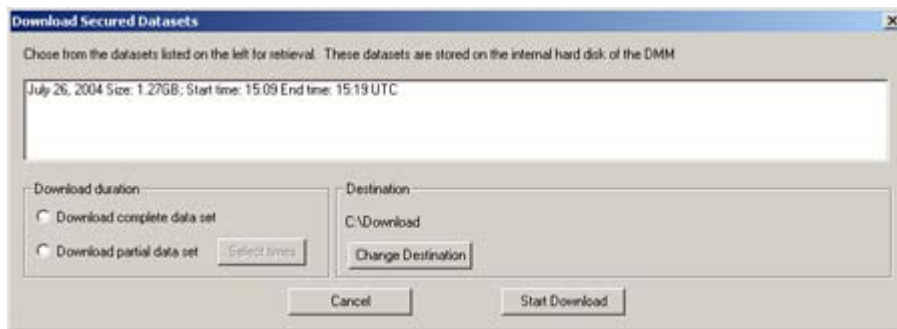 Download Secured Datasets
Chose from the datasets listed on the left for retrieval. These datasets are stored on the internal hard disk of the DMM
July 26, 2004 Size: 1.27GB; Start time: 15:09 End time: 15:19 UTC
Download duration
Download complete data set
Download partial data set
Select times
Destination
C:\Download
Change Destination
Cancel
Start Download